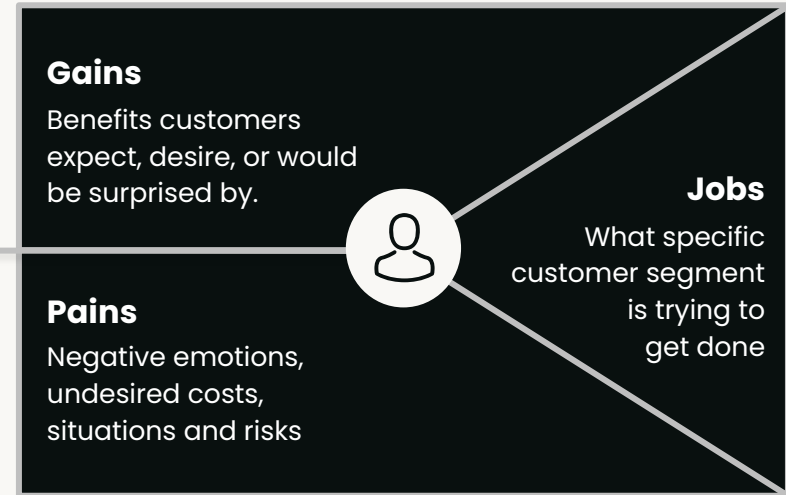 Gains
Benefits customers
expect, desire, or would
be surprised by.
Pains
Negative emotions,
undesired costs,
situations and risks
Jobs
What specific
customer segment
is trying to
get done